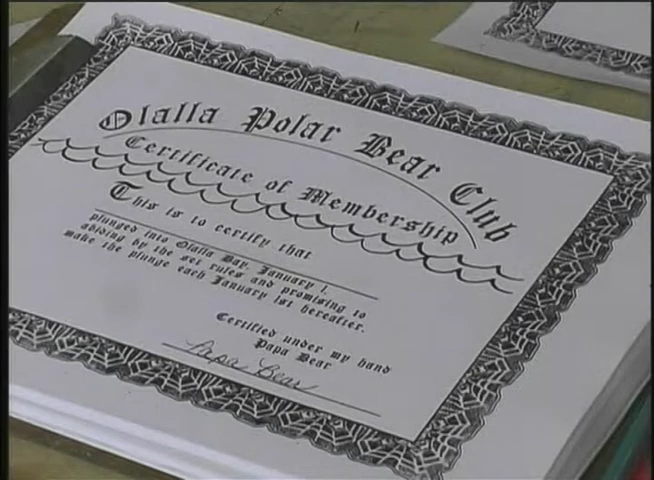 Olalla Polar Bear Club
Certificate of Membership
This is to certify that
plunged into Olalla Bay, January 1,
abiding by the set rules and promising to
make the plunge each January 1st hereafter.
Certified under my hand
Papa Bear
Papa Bear